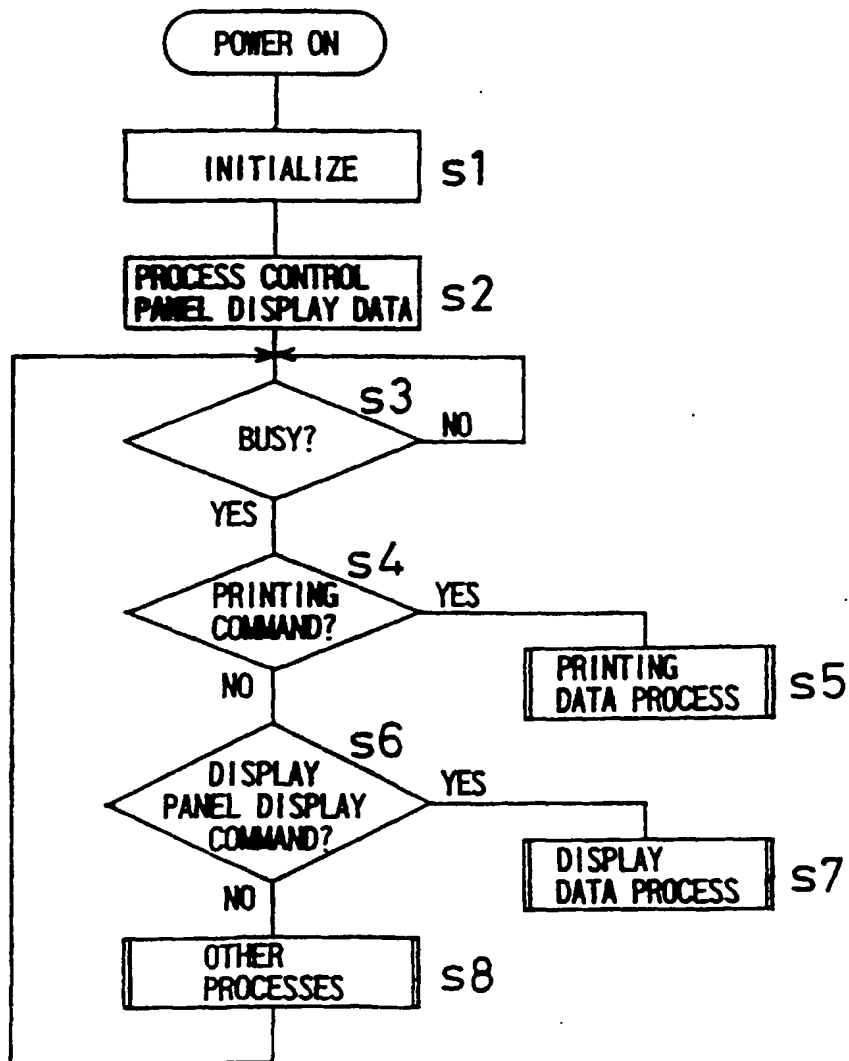 POWER ON
INITIALIZE
s1
PROCESS CONTROL
PANEL DISPLAY DATA
s2
s3
BUSY?
NO
YES
s4
PRINTING
COMMAND?
YES
NO
PRINTING
DATA PROCESS
s5
s6
DISPLAY
PANEL DISPLAY
COMMAND?
YES
NO
DISPLAY
DATA PROCESS
s7
OTHER
PROCESSES
s8